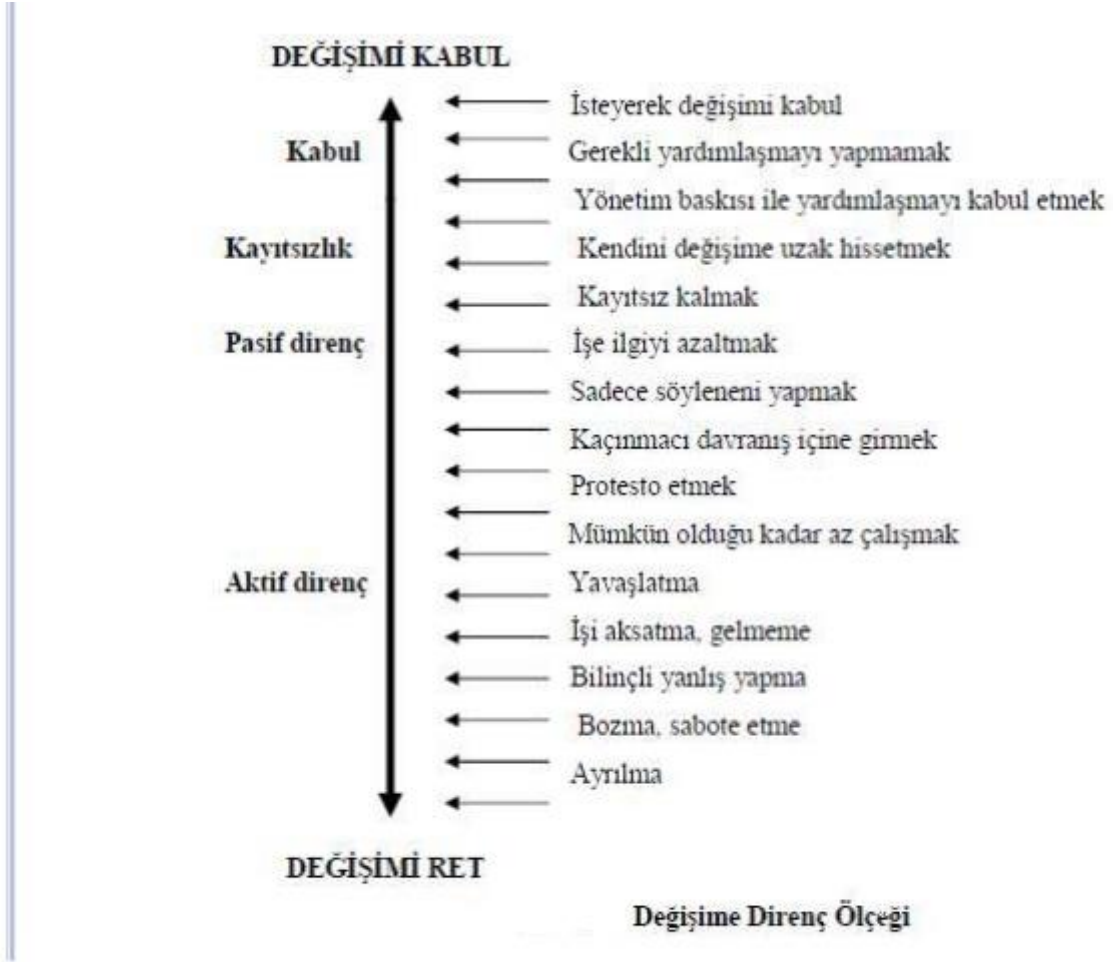 DEĞİŞİMİ KABUL
İsteyerek değişimi kabul
Kabul
Gerekli yardımlaşmayı yapmamak
Yönetim baskısı ile yardımlaşmayı kabul etmek
Kayıtsızlık
Kendini değişime uzak hissetmek
Kayıtsız kalmak
Pasif direnç
İşe ilgiyi azaltmak
Sadece söyleneni yapmak
Kaçınmacı davranış içine girmek
Protesto etmek
Mümkün olduğu kadar az çalışmak
Aktif direnç
Yavaşlatma
İşi aksatma, gelmeme
Bilinçli yanlış yapma
Bozma, sabote etme
Ayrılma
DEĞİŞİMİ RET
Değişime Direnç Ölçeği